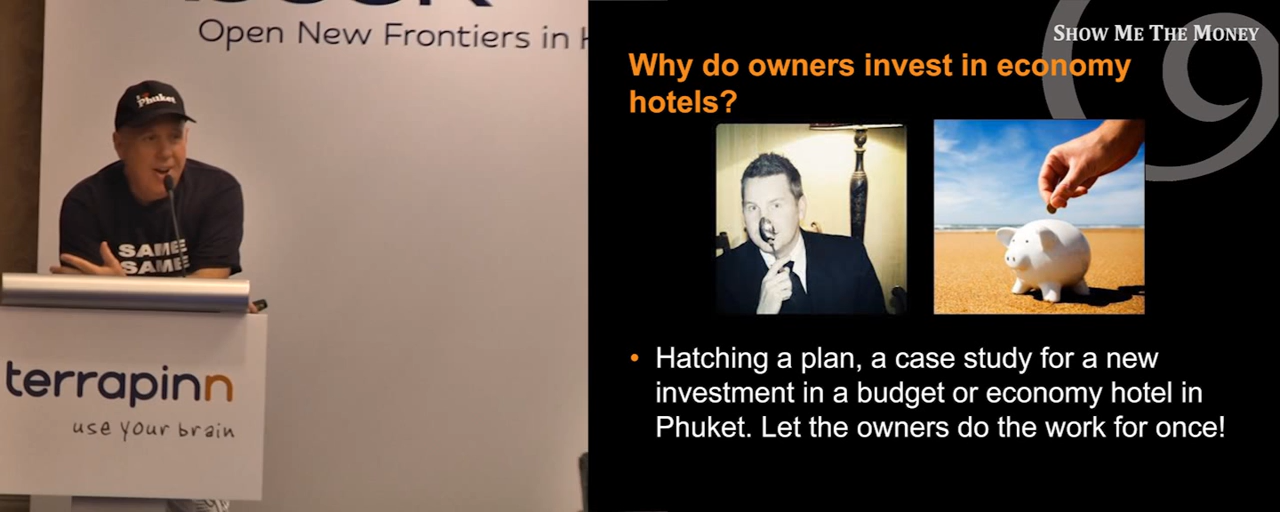 Open New Frontiers in
Phuket
SAME
SAME
terrapinn
use your brain
SHOW ME THE MONEY
Why do owners invest in economy
hotels?
• Hatching a plan, a case study for a new
investment in a budget or economy hotel in
Phuket. Let the owners do the work for once!